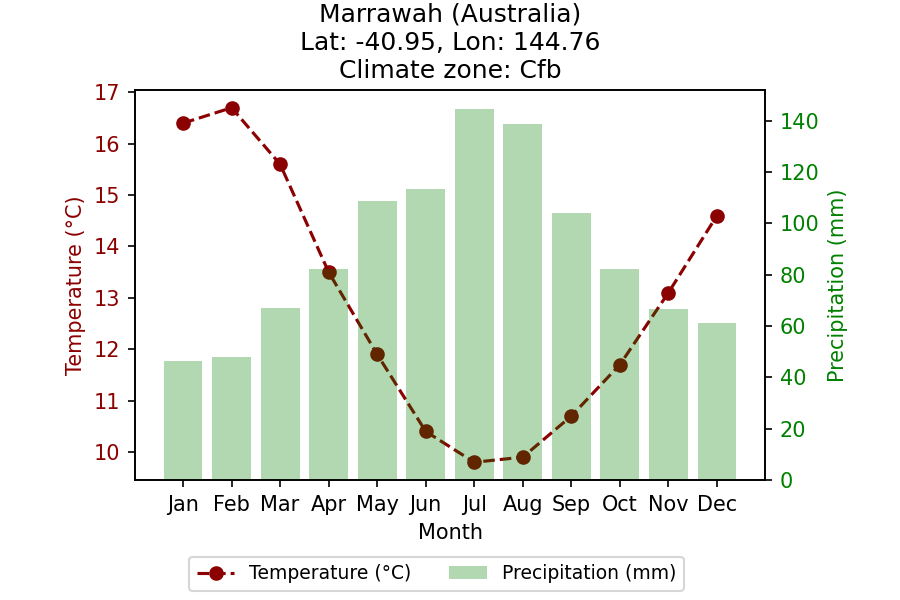 Marrawah (Australia)
Lat: -40.95, Lon: 144.76
Climate zone: Cfb
Temperature (°C)
17
16
15
14
13
12
11
10
140
120
100
80
60
40
20
0
Precipitation (mm)
Jan Feb Mar Apr May Jun Jul Aug Sep Oct Nov Dec
Month
Temperature (°C) Precipitation (mm)